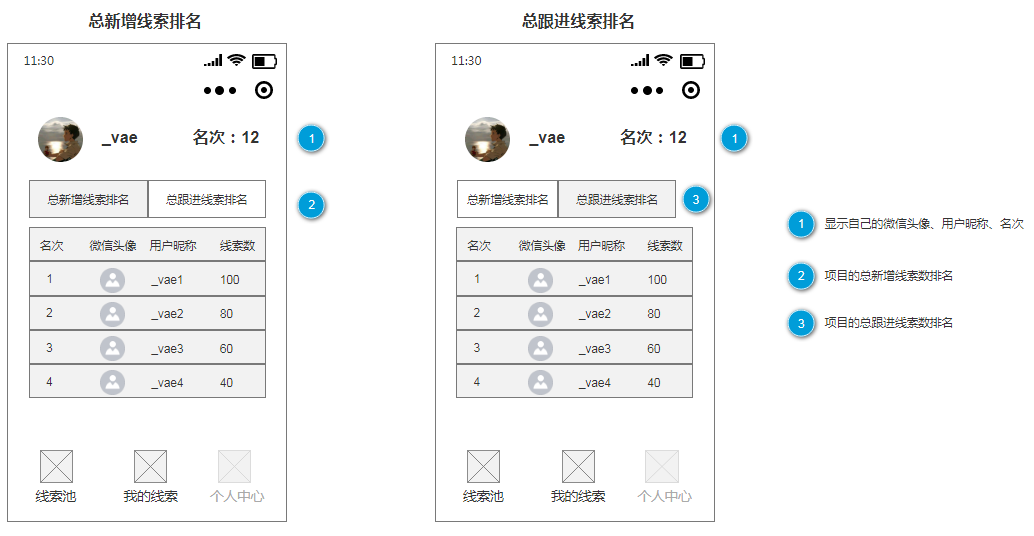 总新增线索排名
11:30
_vae
名次：12
1
总新增线索排名
总跟进线索排名
2
名次 微信头像 用户昵称 线索数
1 _vae1 100
2 _vae2 80
3 _vae3 60
4 _vae4 40
线索池
我的线索
个人中心
总跟进线索排名
11:30
_vae
名次：12
1
总新增线索排名
总跟进线索排名
3
名次 微信头像 用户昵称 线索数
1 _vae1 100
2 _vae2 80
3 _vae3 60
4 _vae4 40
线索池
我的线索
个人中心
1 显示自己的微信头像、用户昵称、名次
2 项目的总新增线索数排名
3 项目的总跟进线索数排名